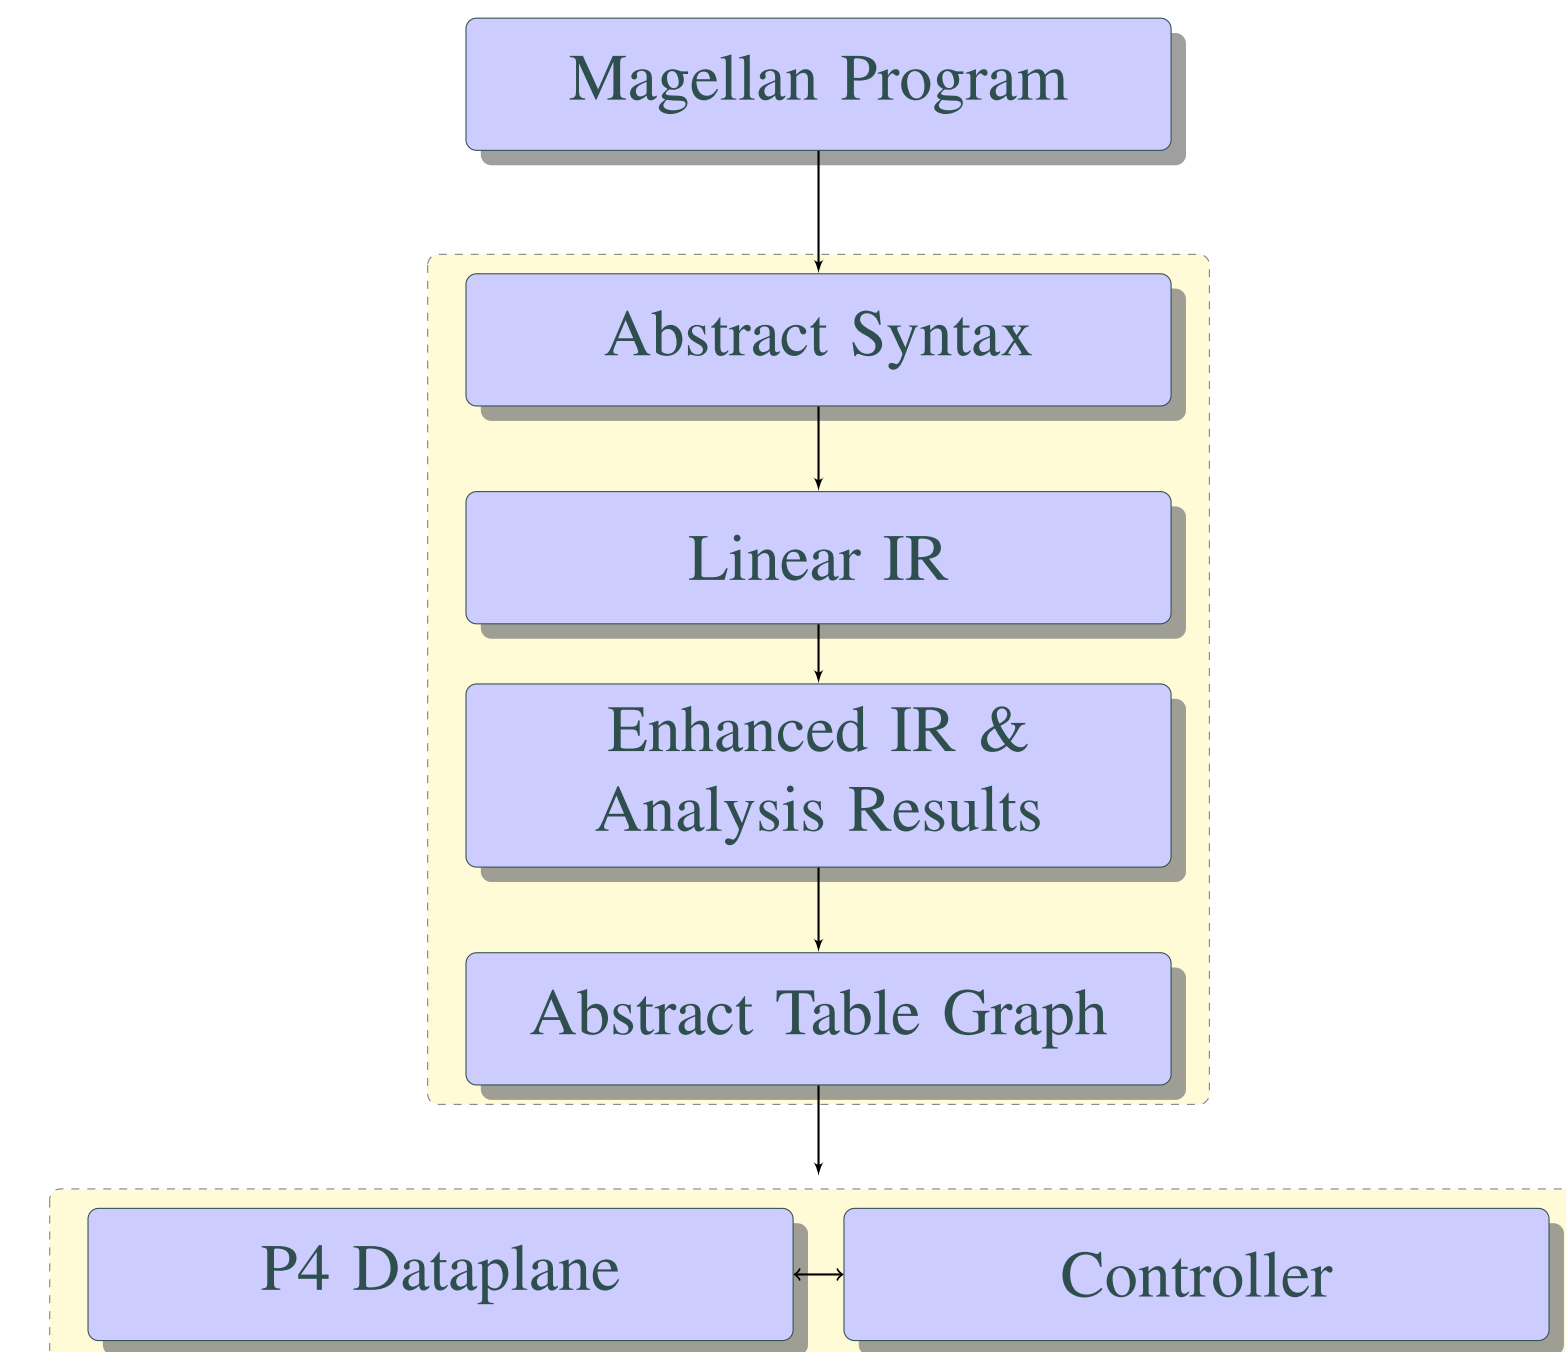 Magellan Program
Abstract Syntax
Linear IR
Enhanced IR &
Analysis Results
Abstract Table Graph
P4 Dataplane
Controller